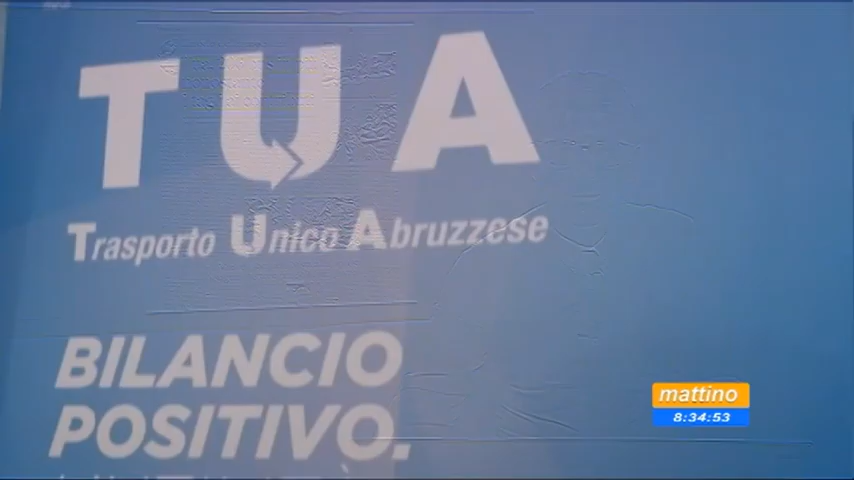 TUA
Trasporto Unico Abruzzese
BILANCIO
POSITIVO.
mattino
8:34:53